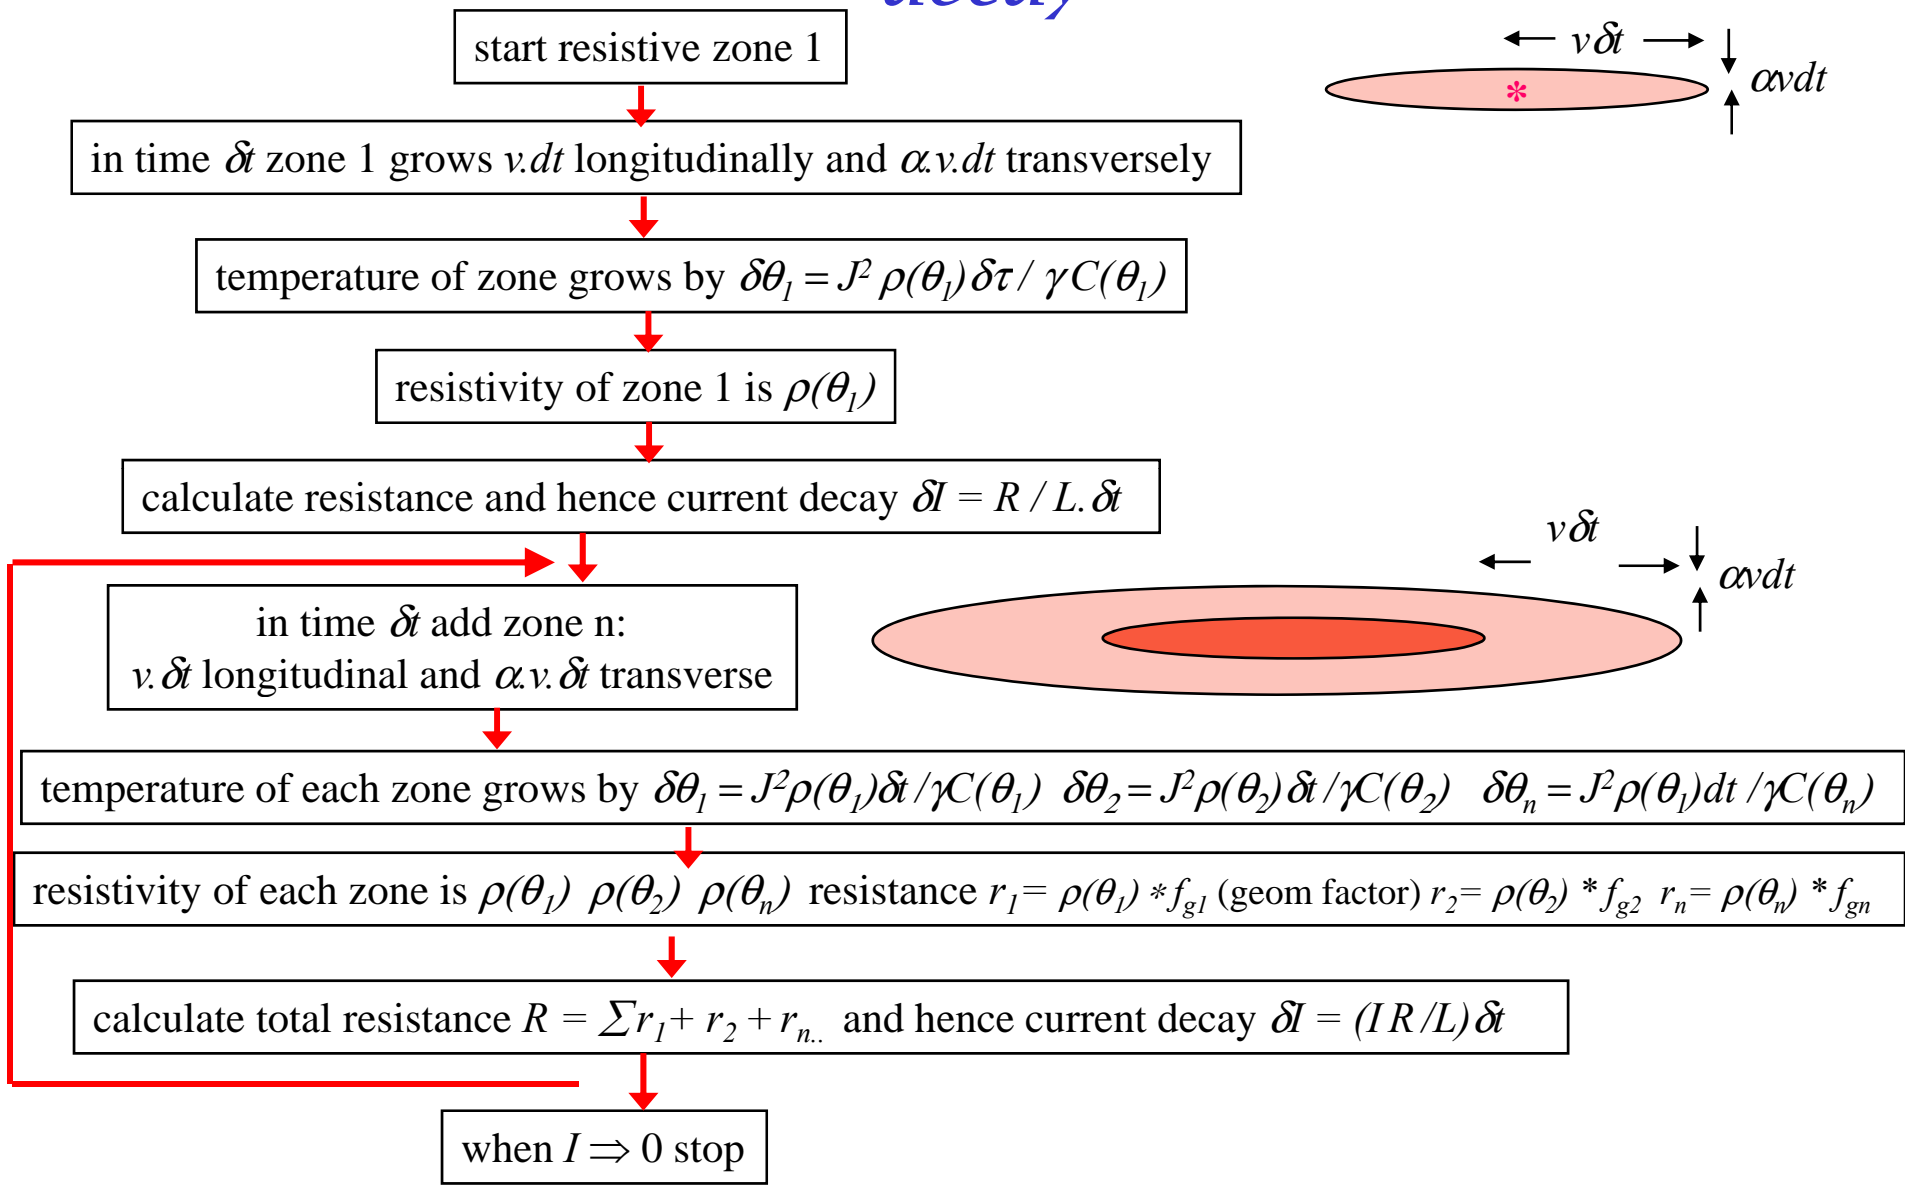 start resistive zone 1
vδt
αvdt
*
in time δt zone 1 grows v.dt longitudinally and α.v.dt transversely
temperature of zone grows by δθ₁ = J² ρ(θ₁) δτ / γ C(θ₁)
resistivity of zone 1 is ρ(θ₁)
calculate resistance and hence current decay δI = R / L. δt
vδt
αvdt
in time δt add zone n:
v. δt longitudinal and α.v. δt transverse
temperature of each zone grows by δθ₁ = J²ρ(θ₁)δt /γC(θ₁) δθ₂ = J²ρ(θ₂)δt /γC(θ₂) δθₙ = J²ρ(θ₁)dt /γC(θₙ)
resistivity of each zone is ρ(θ₁) ρ(θ₂) ρ(θₙ) resistance r₁= ρ(θ₁) * f_g1 (geom factor) r₂= ρ(θ₂) * f_g2 rₙ= ρ(θₙ) * f_gn
calculate total resistance R = ∑r₁+ r₂ + rₙ.. and hence current decay δI = (I R /L) δt
when I ⇒ 0 stop